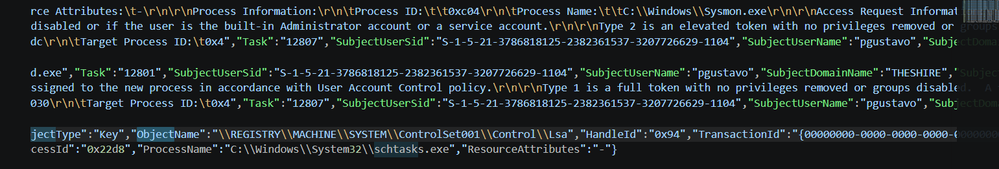 rce Attributes:\t-\r\n\r\nProcess Information:\r\n\tProcess ID:\t\t0xc04\r\n\tProcess Name:\t\tC:\\Windows\\Sysmon.exe\r\n\r\nAccess Request Informat
disabled or if the user is the built-in Administrator account or a service account.\r\n\r\nType 2 is an elevated token with no privileges removed or groups
dc\r\n\tTarget Process ID:\t0x4","Task":"12807","SubjectUserSid":"S-1-5-21-3786818125-2382361537-3207726629-1104","SubjectUserName":"pgustavo","SubjectDomai
d.exe","Task":"12801","SubjectUserSid":"S-1-5-21-3786818125-2382361537-3207726629-1104","SubjectUserName":"pgustavo","SubjectDomainName":"THESHIRE","Subject
ssigned to the new process in accordance with User Account Control policy.\r\n\r\nType 1 is a full token with no privileges removed or groups disabled.  A
030\r\n\tTarget Process ID:\t0x4","Task":"12807","SubjectUserSid":"S-1-5-21-3786818125-2382361537-3207726629-1104","SubjectUserName":"pgustavo","SubjectDomai
jectType":"Key","ObjectName":"\\REGISTRY\\MACHINE\\SYSTEM\\ControlSet001\\Control\\Lsa","HandleId":"0x94","TransactionId":"{00000000-0000-0000-0000-00000000
cessId":"0x22d8","ProcessName":"C:\\Windows\\System32\\schtasks.exe","ResourceAttributes":"-"}